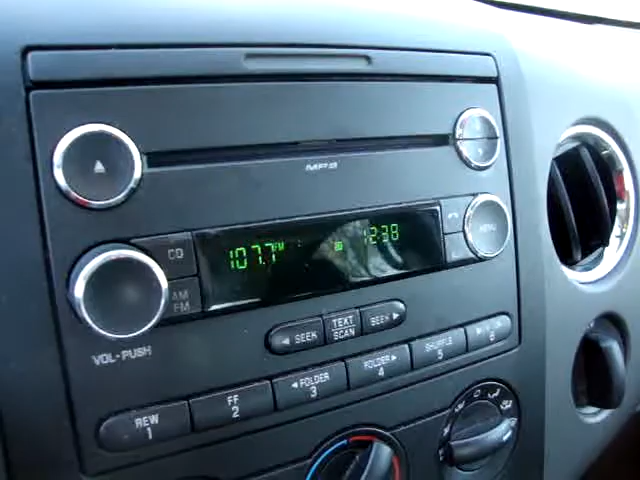 MP3
107.7 FM
12:38
CD
MENU
AM
FM
SEEK
TEXT
SCAN
SEEK
VOL-PUSH
REW
1
FF
2
FOLDER
3
FOLDER
4
SHUFFLE
5
6